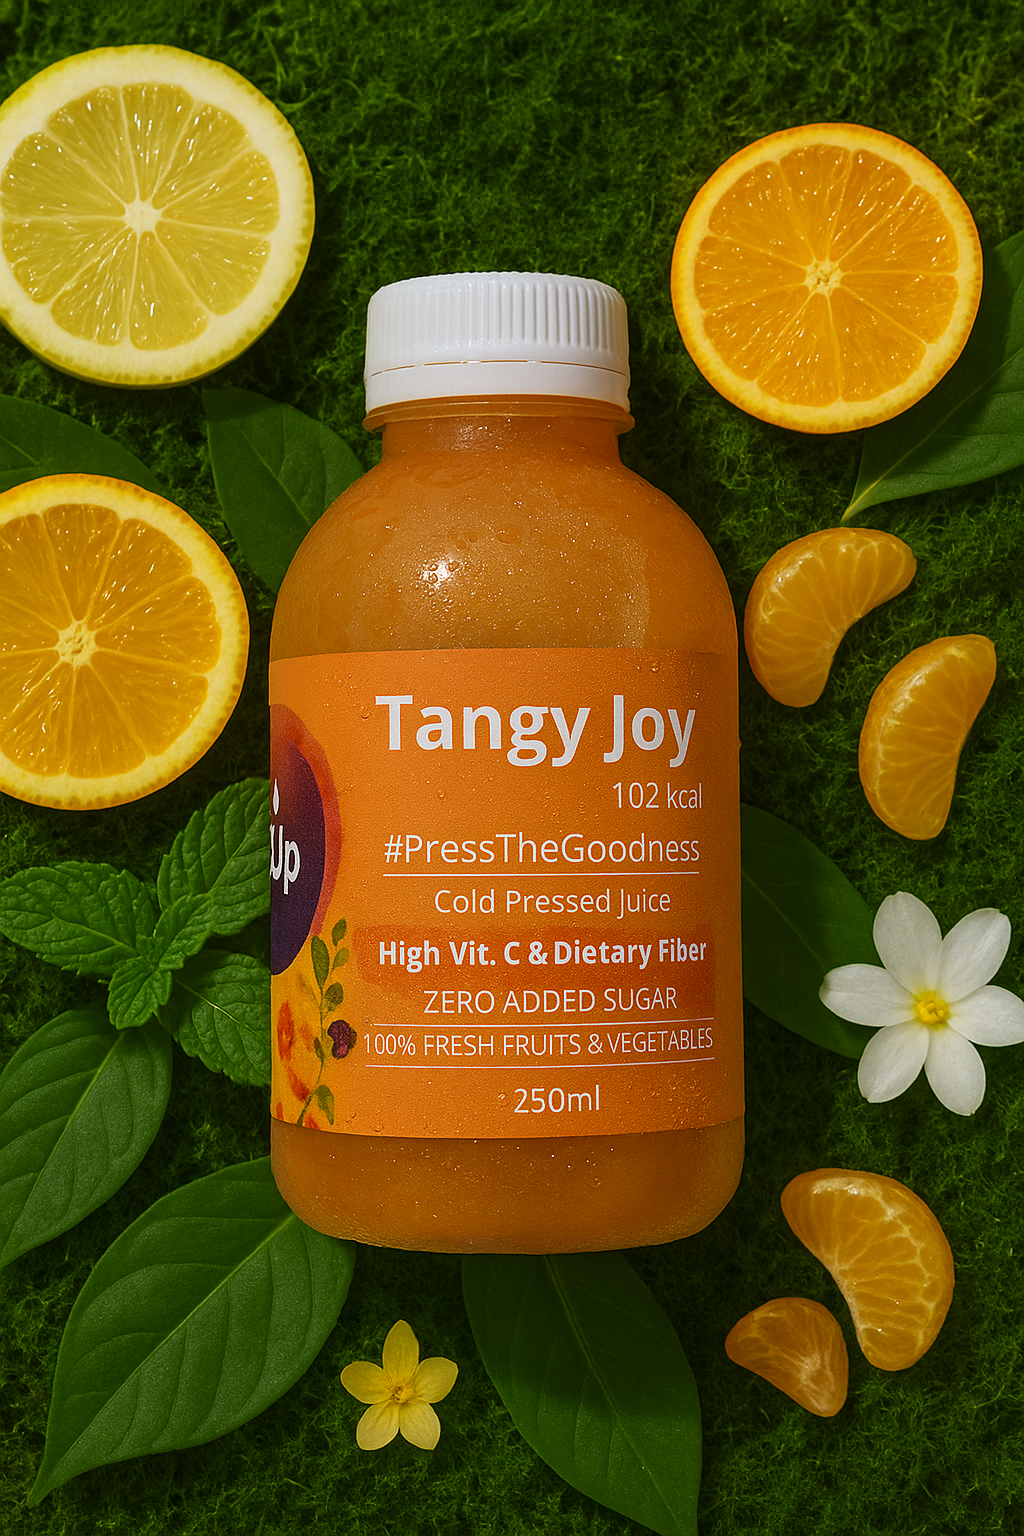 Tangy Joy
102 kcal
#PressTheGoodness
Cold Pressed Juice
High Vit. C & Dietary Fiber
ZERO ADDED SUGAR
100% FRESH FRUITS & VEGETABLES
250ml
Up